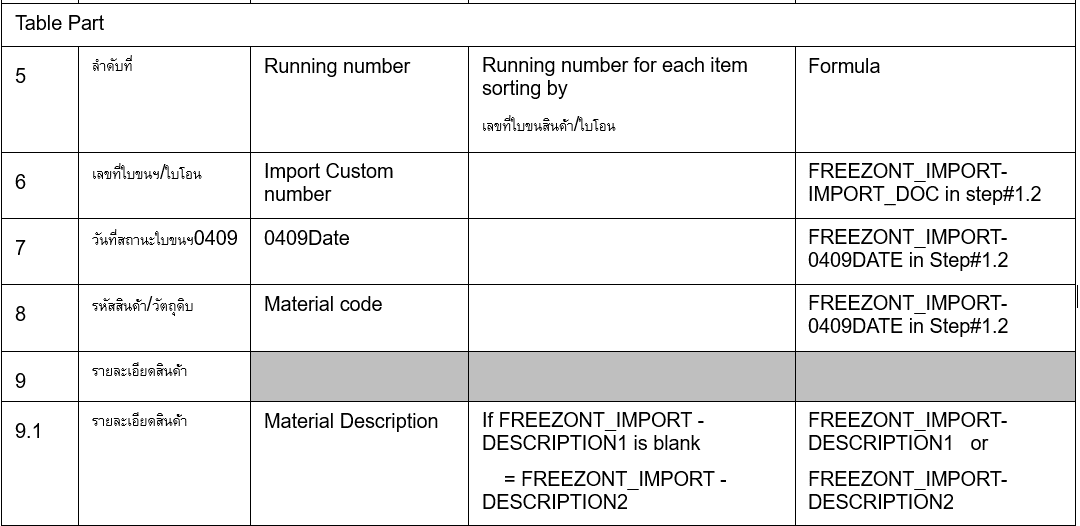 Table Part
5
ลำดับที่
Running number
Running number for each item
sorting by
เลขที่ใบขนสินค้า/ใบโอน
Formula
6
เลขที่ใบขนฯ/ใบโอน
Import Custom
number
FREEZONT_IMPORT-
IMPORT_DOC in step#1.2
7
วันที่สถานะใบขนฯ0409
0409Date
FREEZONT_IMPORT-
0409DATE in Step#1.2
8
รหัสสินค้า/วัตถุดิบ
Material code
FREEZONT_IMPORT-
0409DATE in Step#1.2
9
รายละเอียดสินค้า
9.1
รายละเอียดสินค้า
Material Description
If FREEZONT_IMPORT -
DESCRIPTION1 is blank
= FREEZONT_IMPORT -
DESCRIPTION2
FREEZONT_IMPORT-
DESCRIPTION1 or
FREEZONT_IMPORT-
DESCRIPTION2